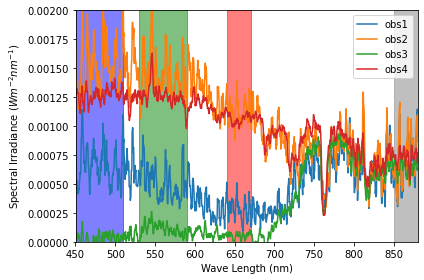 0.00200
0.00175
0.00150
0.00125
0.00100
0.00075
0.00050
0.00025
0.00000
Spectral Irradiance (Wm⁻²nm⁻¹)
obs1
obs2
obs3
obs4
450 500 550 600 650 700 750 800 850
Wave Length (nm)